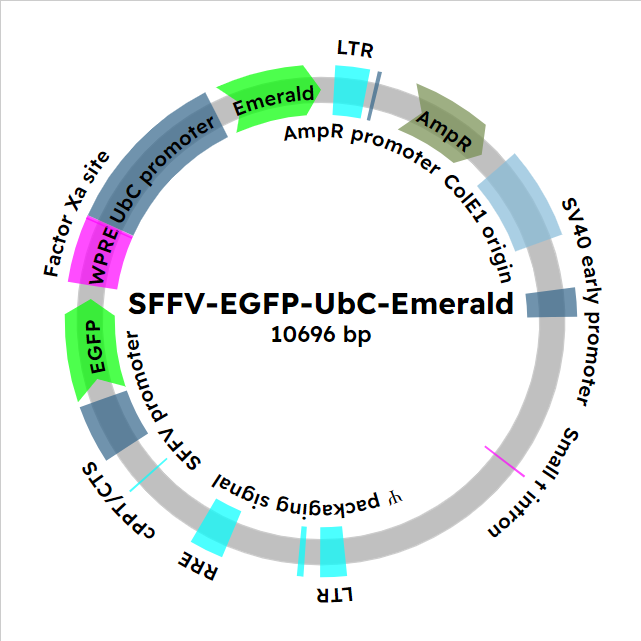 LTR
AmpR promoter
AmpR
ColE1 origin
SV40 early promoter
Small t intron
LTR
ψ packaging signal
RRE
cPPT/CTS
SFFV promoter
EGFP
WPRE
Factor Xa site
UbC promoter
Emerald
SFFV-EGFP-UbC-Emerald
10696 bp